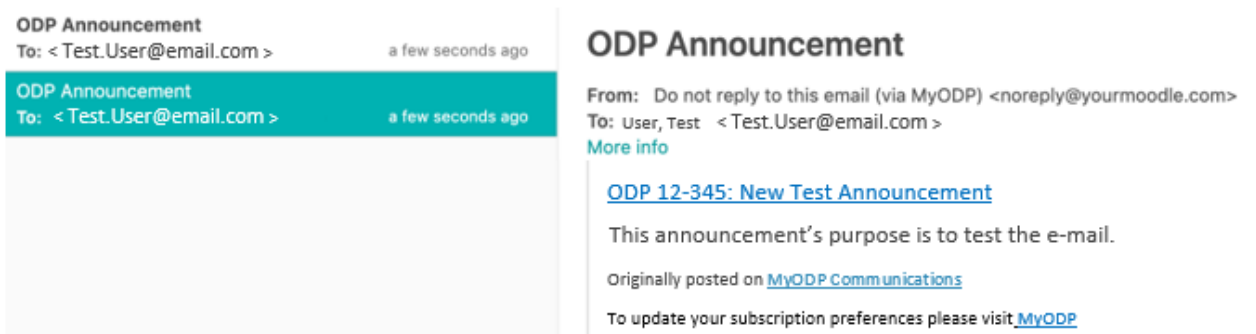 ODP Announcement
To: < Test.User@email.com > a few seconds ago
ODP Announcement
To: < Test.User@email.com > a few seconds ago
ODP Announcement
From: Do not reply to this email (via MyODP) <noreply@yourmoodle.com>
To: User, Test < Test.User@email.com >
More info
ODP 12-345: New Test Announcement
This announcement's purpose is to test the e-mail.
Originally posted on MyODP Communications
To update your subscription preferences please visit MyODP